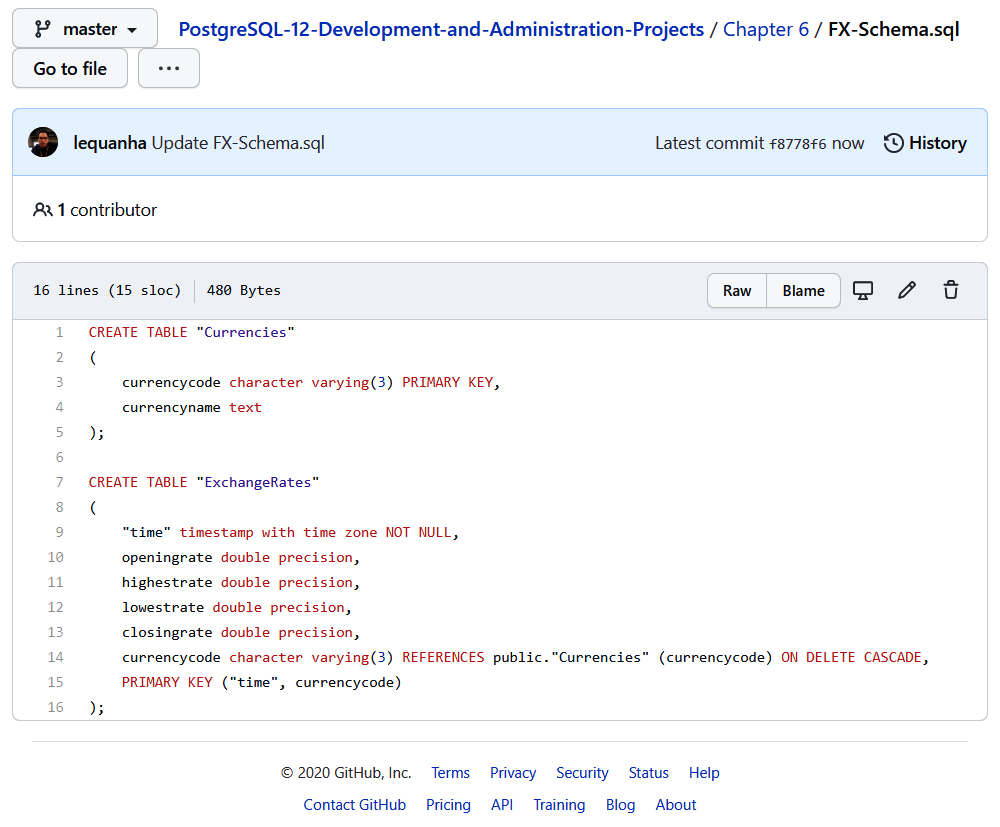 master PostgreSQL-12-Development-and-Administration-Projects / Chapter 6 / FX-Schema.sql
Go to file ...
lequanha Update FX-Schema.sql Latest commit f8778f6 now History
1 contributor
16 lines (15 sloc) 480 Bytes Raw Blame
1 CREATE TABLE "Currencies"
2 (
3     currencycode character varying(3) PRIMARY KEY,
4     currencyname text
5 );
6
7 CREATE TABLE "ExchangeRates"
8 (
9     "time" timestamp with time zone NOT NULL,
10     openingrate double precision,
11     highestrate double precision,
12     lowestrate double precision,
13     closingrate double precision,
14     currencycode character varying(3) REFERENCES public."Currencies" (currencycode) ON DELETE CASCADE,
15     PRIMARY KEY ("time", currencycode)
16 );
© 2020 GitHub, Inc. Terms Privacy Security Status Help
Contact GitHub Pricing API Training Blog About